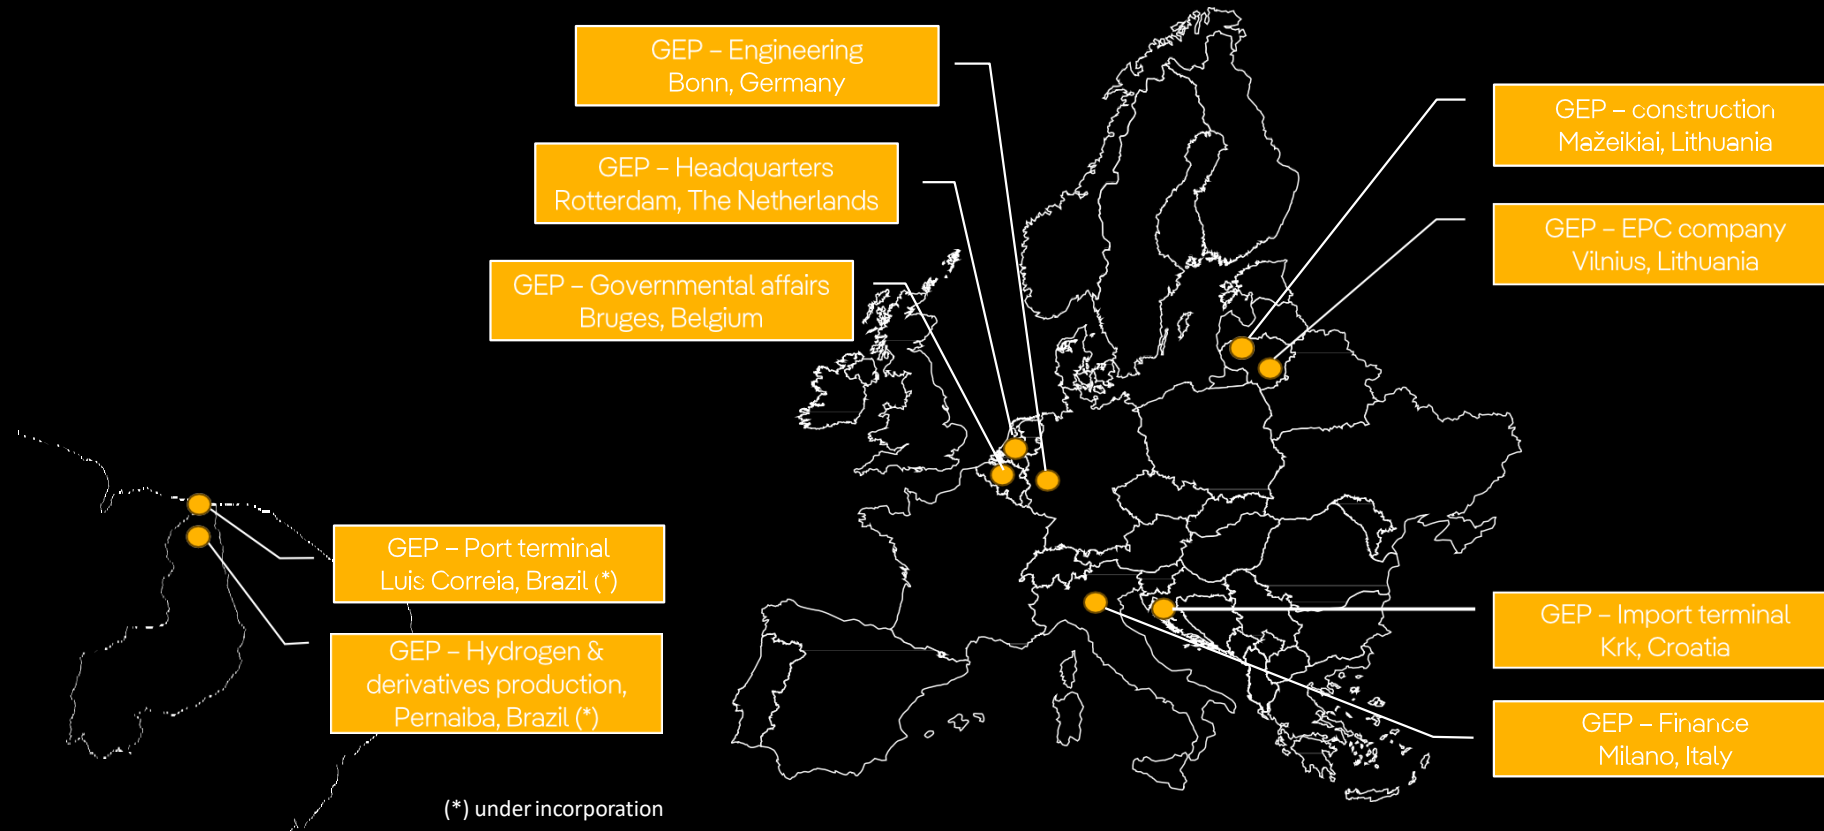 GEP – Engineering
Bonn, Germany
GEP – Headquarters
Rotterdam, The Netherlands
GEP – Governmental affairs
Bruges, Belgium
GEP – construction
Mažeikiai, Lithuania
GEP – EPC company
Vilnius, Lithuania
GEP – Port terminal
Luis Correia, Brazil (*)
GEP – Hydrogen &
derivatives production,
Pernaiba, Brazil (*)
GEP – Import terminal
Krk, Croatia
GEP – Finance
Milano, Italy
(*) under incorporation